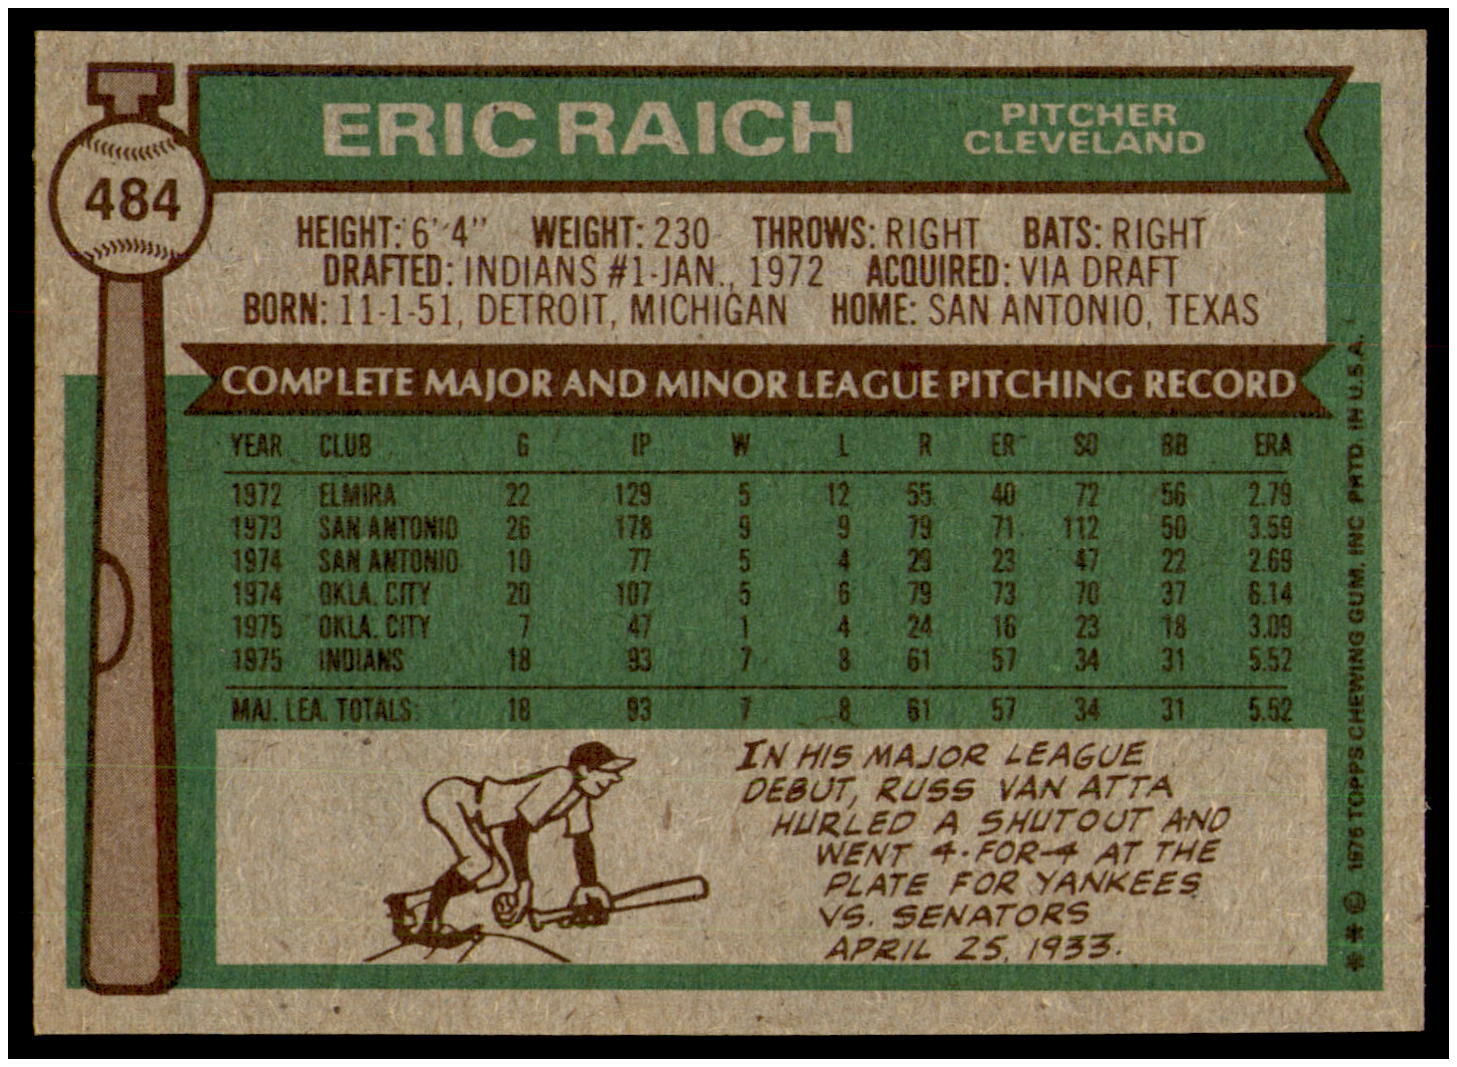 ERIC RAICH
PITCHER
CLEVELAND
484
HEIGHT: 6' 4" WEIGHT: 230 THROWS: RIGHT BATS: RIGHT
DRAFTED: INDIANS #1-JAN., 1972 ACQUIRED: VIA DRAFT
BORN: 11-1-51, DETROIT, MICHIGAN HOME: SAN ANTONIO, TEXAS
COMPLETE MAJOR AND MINOR LEAGUE PITCHING RECORD
YEAR CLUB G IP W L R ER SO BB ERA
1972 ELMIRA 22 129 5 12 55 40 72 56 2.79
1973 SAN ANTONIO 26 178 9 9 79 71 112 50 3.59
1974 SAN ANTONIO 10 77 5 4 29 23 47 22 2.69
1974 OKLA. CITY 20 107 5 6 79 73 70 37 6.14
1975 OKLA. CITY 7 47 1 4 24 16 23 18 3.09
1975 INDIANS 18 93 7 8 61 57 34 31 5.52
MAJ. LEA. TOTALS 18 93 7 8 61 57 34 31 5.52
IN HIS MAJOR LEAGUE
DEBUT, RUSS VAN ATTA
HURLED A SHUTOUT AND
WENT 4-FOR-4 AT THE
PLATE FOR YANKEES
VS. SENATORS
APRIL 25, 1933.
** © 1976 TOPPS CHEWING GUM, INC PRTD. IN U.S.A.